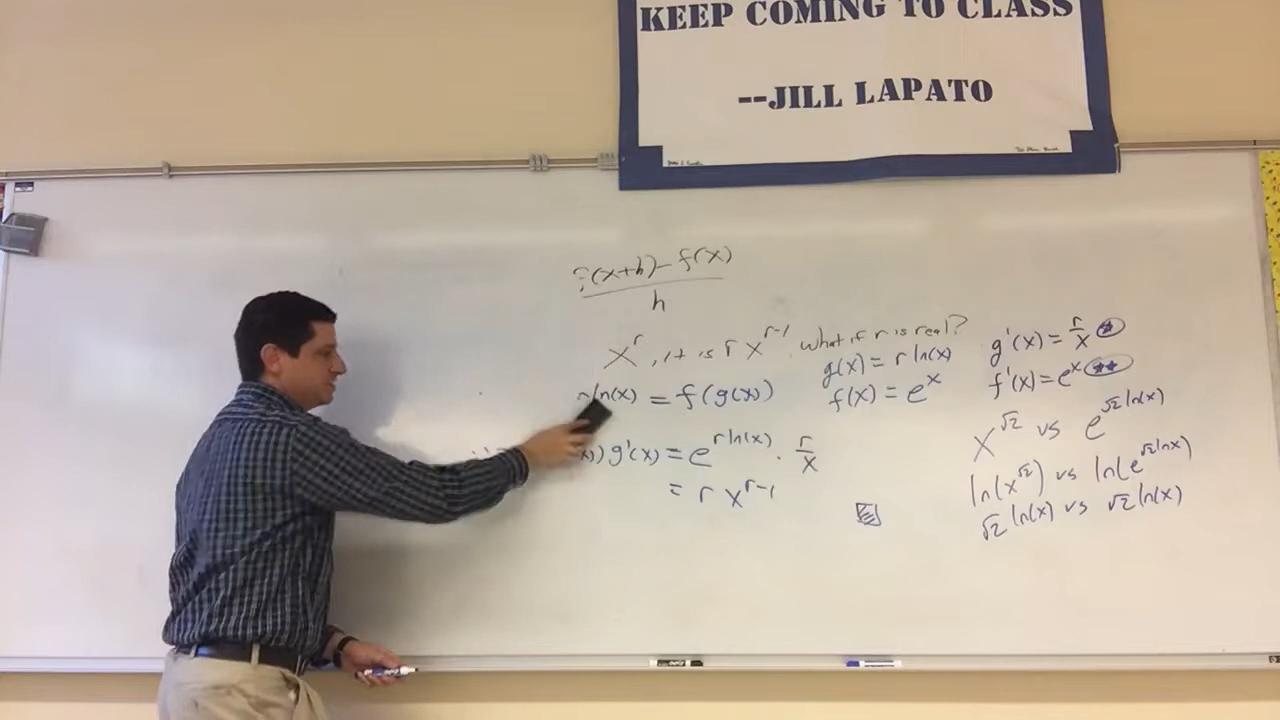 KEEP COMING TO CLASS
--JILL LAPATO
(x+h) - f(x)
h
x^r, it is r x^{r-1}. What if r is real?
ln(x) = f(g(x))
g'(x) = e^{r ln(x)} · r/x
= r x^{r-1}
g(x) = r ln(x)
f(x) = e^x
g'(x) = r/x *
f'(x) = e^x **
x^{√2} vs e^{√2 ln(x)}
ln(x^{√2}) vs ln(e^{√2 ln(x)})
√2 ln(x) vs √2 ln(x)